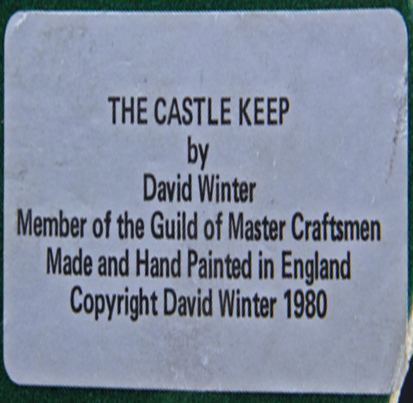 THE CASTLE KEEP
by
David Winter
Member of the Guild of Master Craftsmen
Made and Hand Painted in England
Copyright David Winter 1980